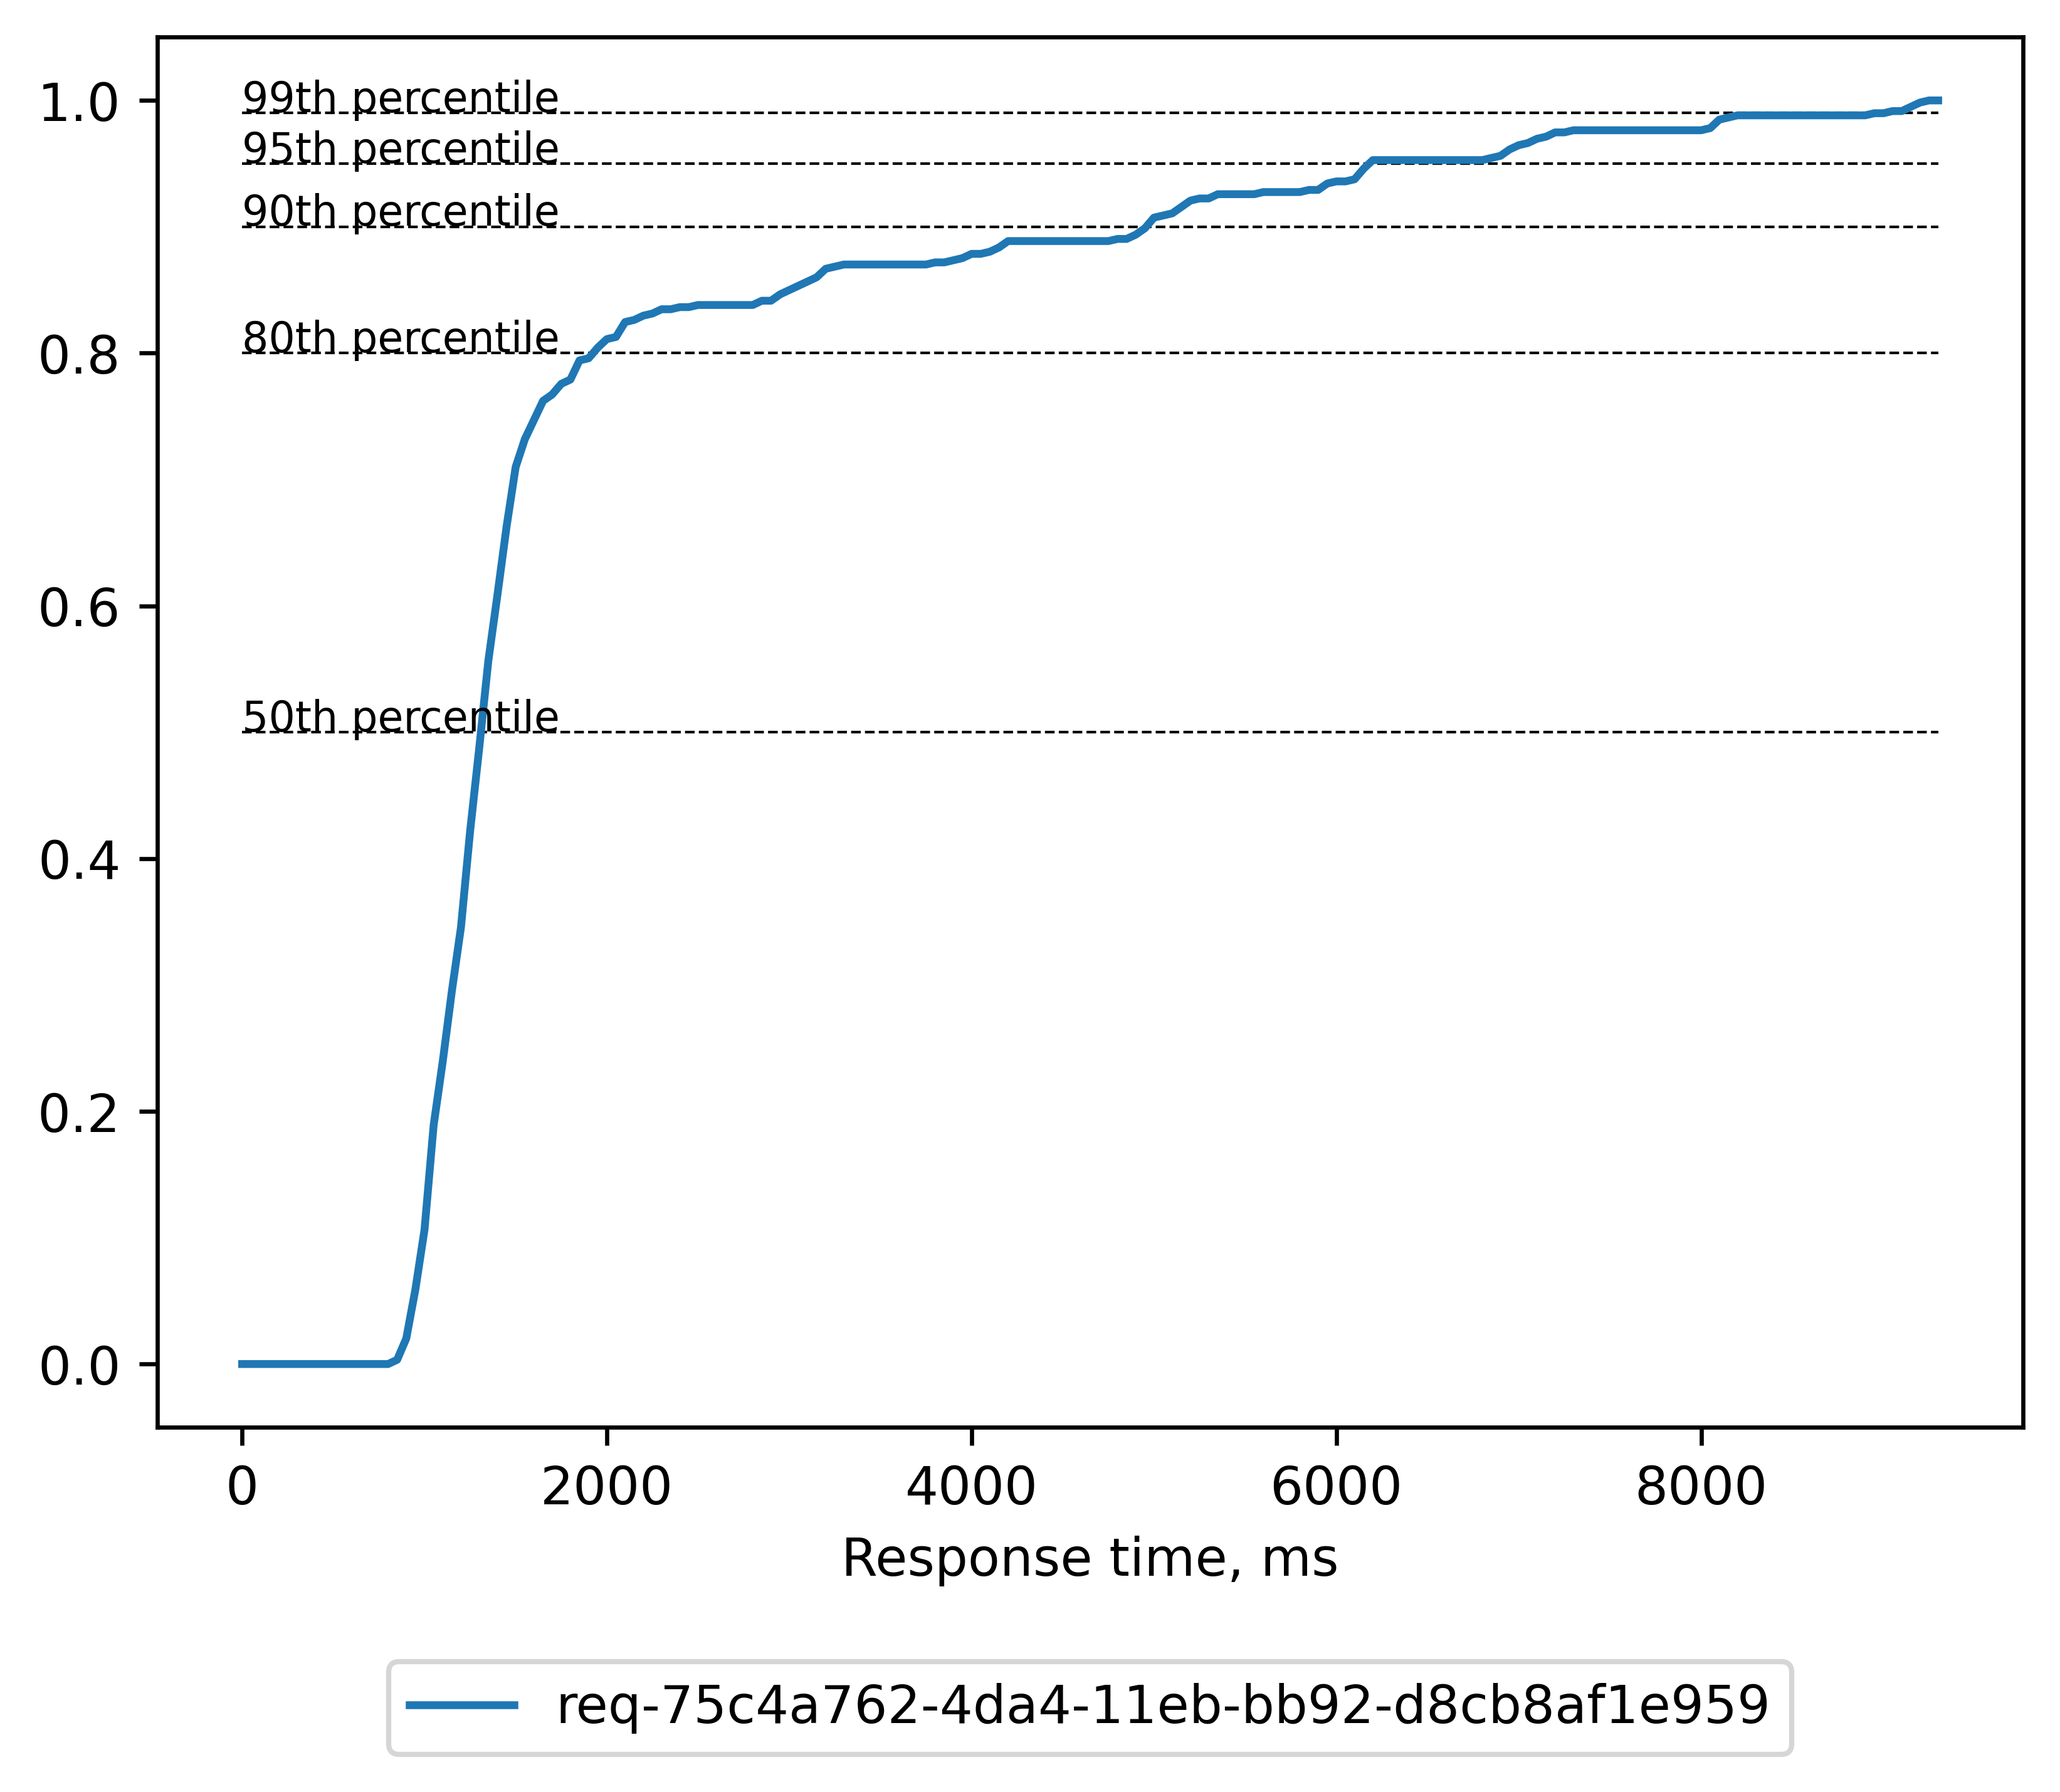 1.0
99th percentile
95th percentile
90th percentile
0.8
80th percentile
0.6
50th percentile
0.4
0.2
0.0
0 2000 4000 6000 8000
Response time, ms
req-75c4a762-4da4-11eb-bb92-d8cb8af1e959